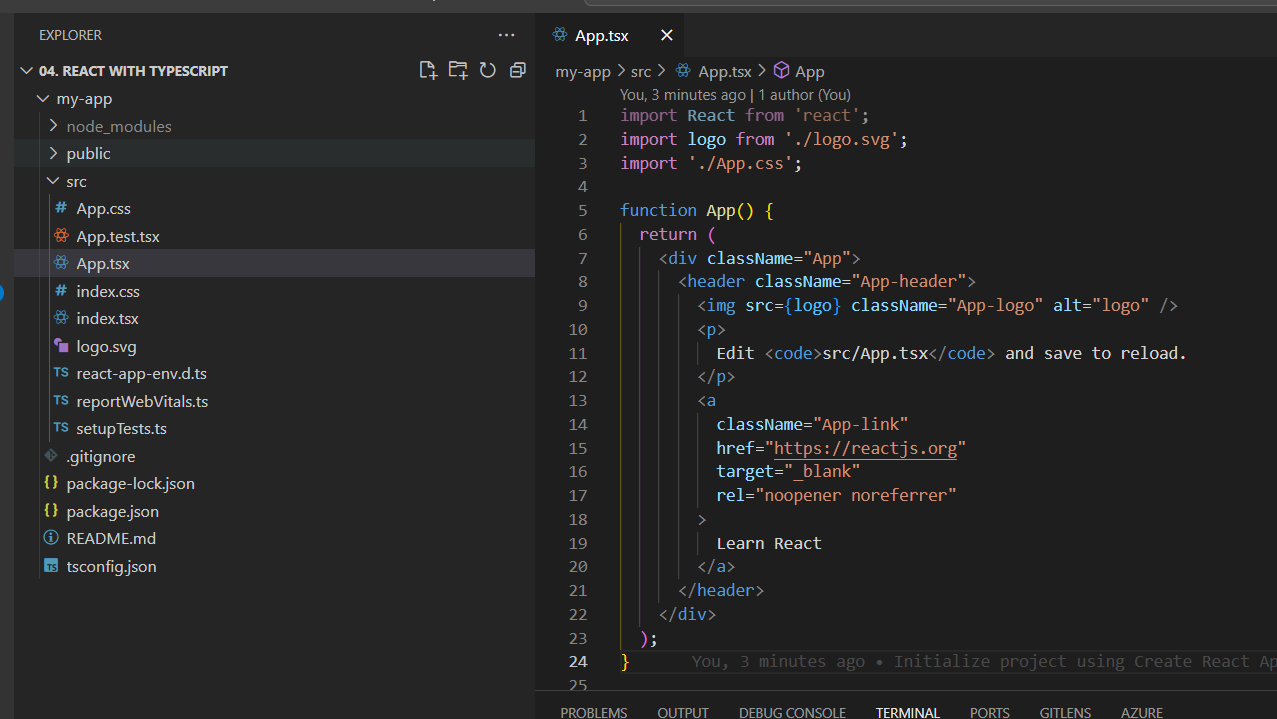 EXPLORER
04. REACT WITH TYPESCRIPT
my-app
node_modules
public
src
# App.css
App.test.tsx
App.tsx
# index.css
index.tsx
logo.svg
TS react-app-env.d.ts
TS reportWebVitals.ts
TS setupTests.ts
.gitignore
{} package-lock.json
{} package.json
README.md
TS tsconfig.json
App.tsx
my-app > src > App.tsx > App
You, 3 minutes ago | 1 author (You)
1 import React from 'react';
2 import logo from './logo.svg';
3 import './App.css';
4
5 function App() {
6 return (
7 <div className="App">
8 <header className="App-header">
9 <img src={logo} className="App-logo" alt="logo" />
10 <p>
11 Edit <code>src/App.tsx</code> and save to reload.
12 </p>
13 <a
14 className="App-link"
15 href="https://reactjs.org"
16 target="_blank"
17 rel="noopener noreferrer"
18 >
19 Learn React
20 </a>
21 </header>
22 </div>
23 );
24 } You, 3 minutes ago • Initialize project using Create React Ap
25
PROBLEMS OUTPUT DEBUG CONSOLE TERMINAL PORTS GITLENS AZURE